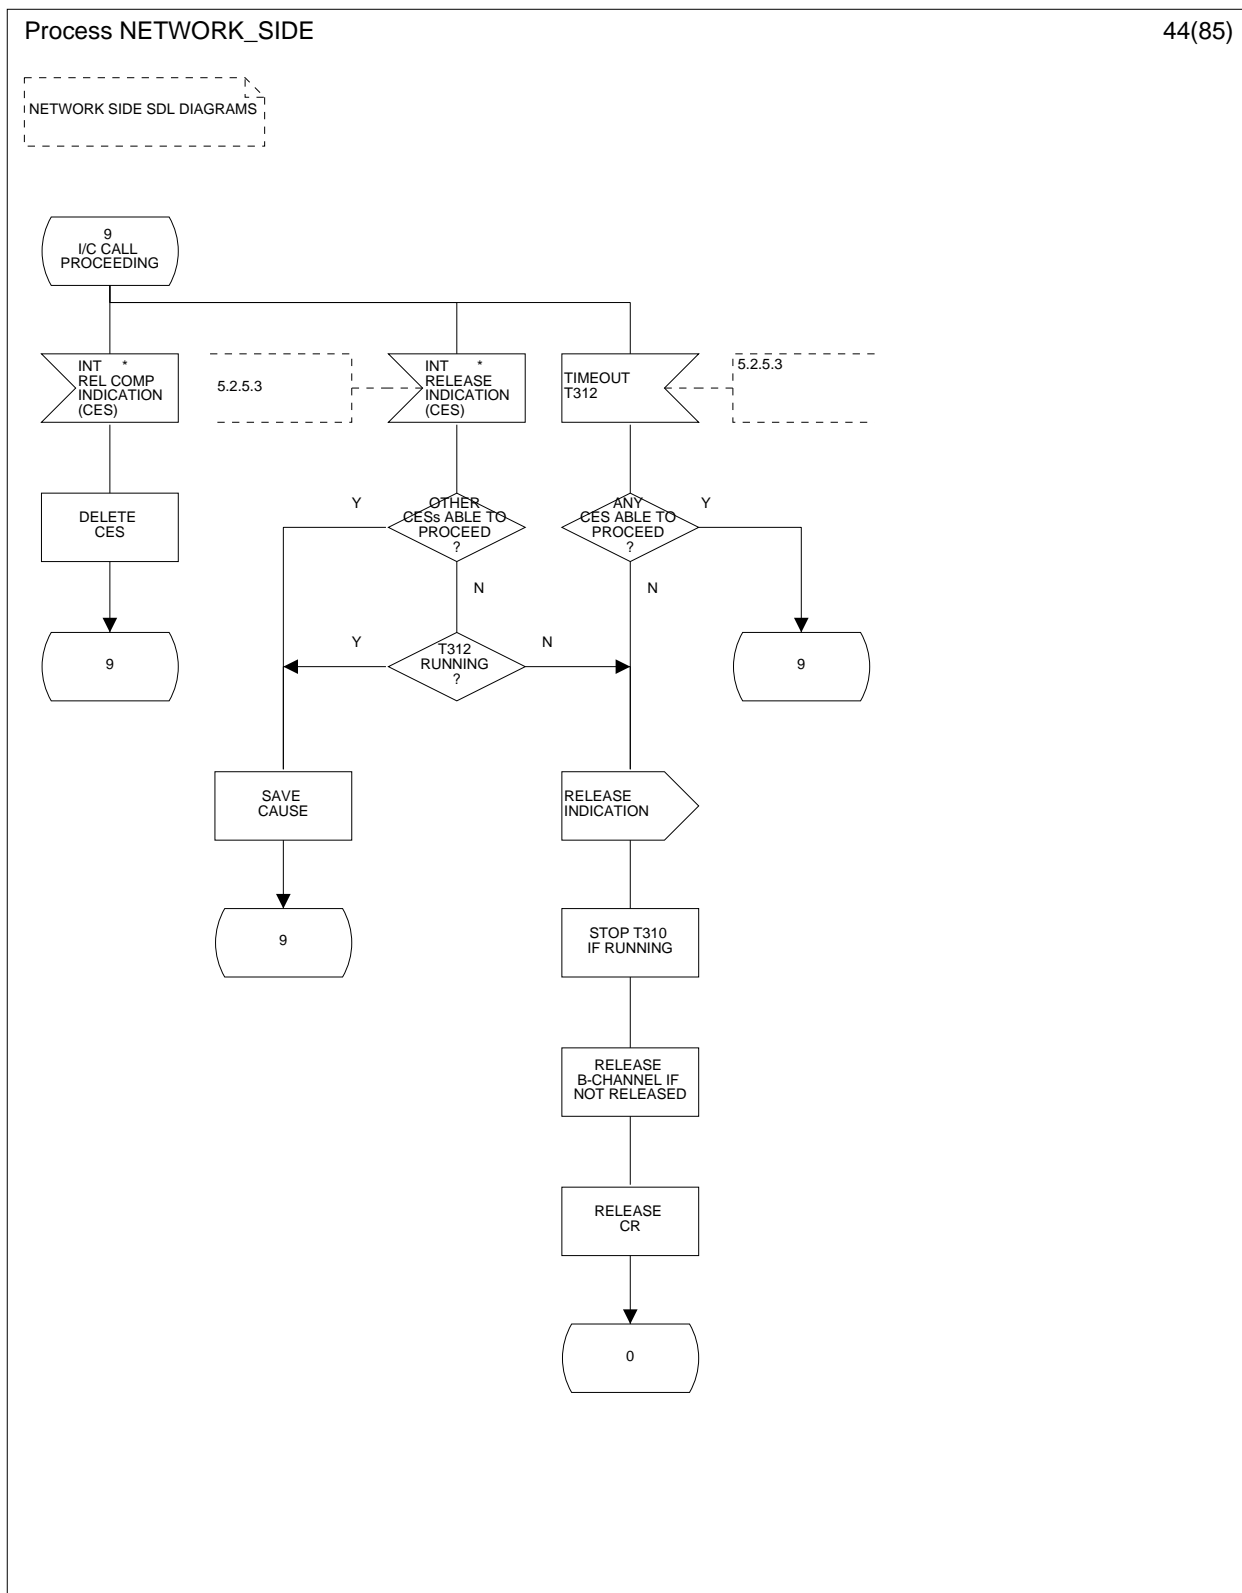 Process NETWORK_SIDE
44(85)
NETWORK SIDE SDL DIAGRAMS
9
I/C CALL
PROCEEDING
INT *
REL COMP
INDICATION
(CES)
5.2.5.3
INT *
RELEASE
INDICATION
(CES)
TIMEOUT
T312
5.2.5.3
DELETE
CES
Y
OTHER
CESs ABLE TO
PROCEED
?
ANY
CES ABLE TO
PROCEED
?
Y
N
N
9
Y
T312
RUNNING
?
N
9
SAVE
CAUSE
RELEASE
INDICATION
9
STOP T310
IF RUNNING
RELEASE
B-CHANNEL IF
NOT RELEASED
RELEASE
CR
0